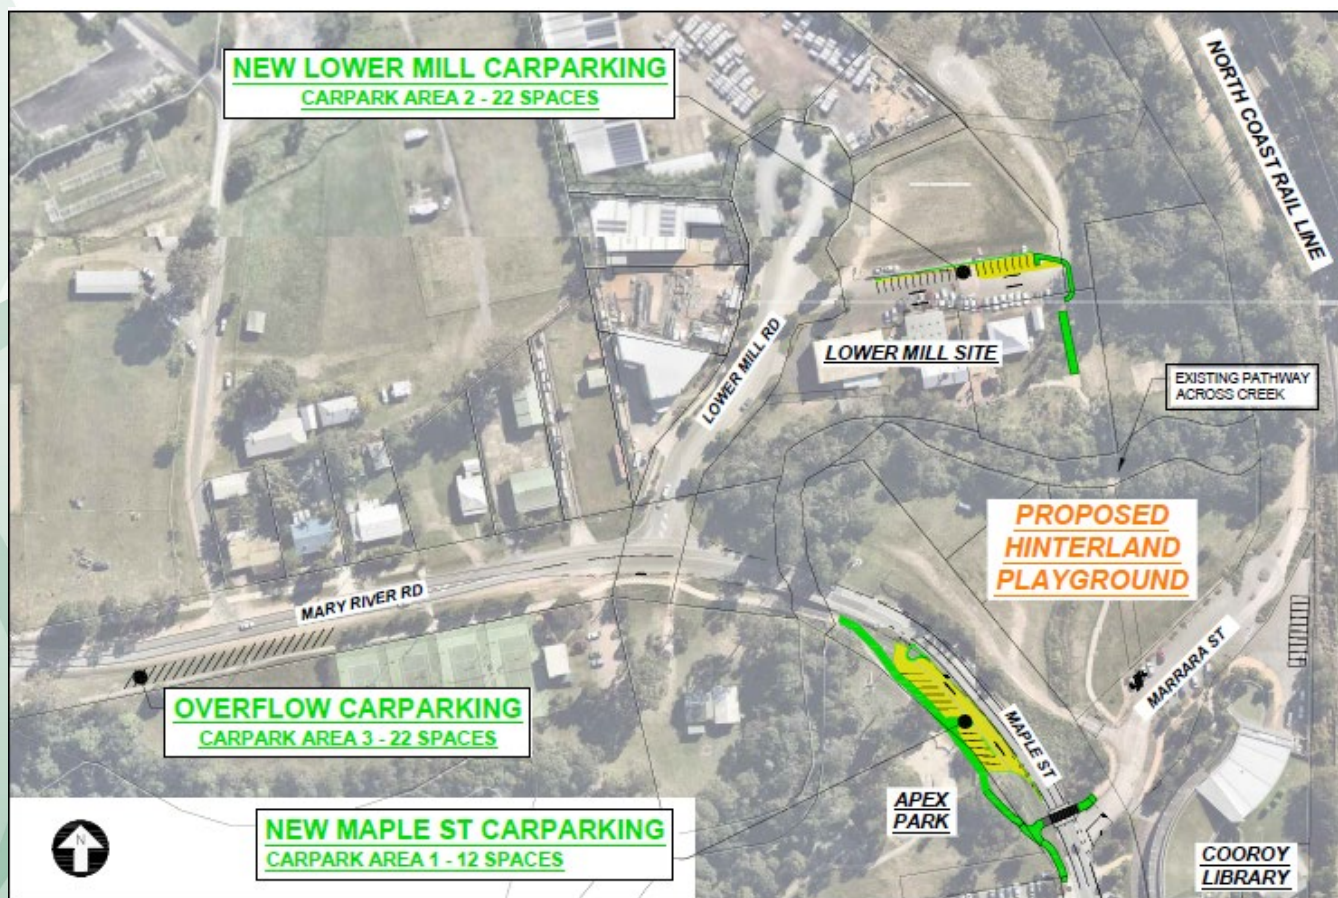 NEW LOWER MILL CARPARKING
CARPARK AREA 2 - 22 SPACES
NORTH COAST RAIL LINE
LOWER MILL RD
LOWER MILL SITE
EXISTING PATHWAY
ACROSS CREEK
PROPOSED
HINTERLAND
PLAYGROUND
MARY RIVER RD
MARRARA ST
OVERFLOW CARPARKING
CARPARK AREA 3 - 22 SPACES
MAPLE ST
APEX
PARK
NEW MAPLE ST CARPARKING
CARPARK AREA 1 - 12 SPACES
COOROY
LIBRARY
N